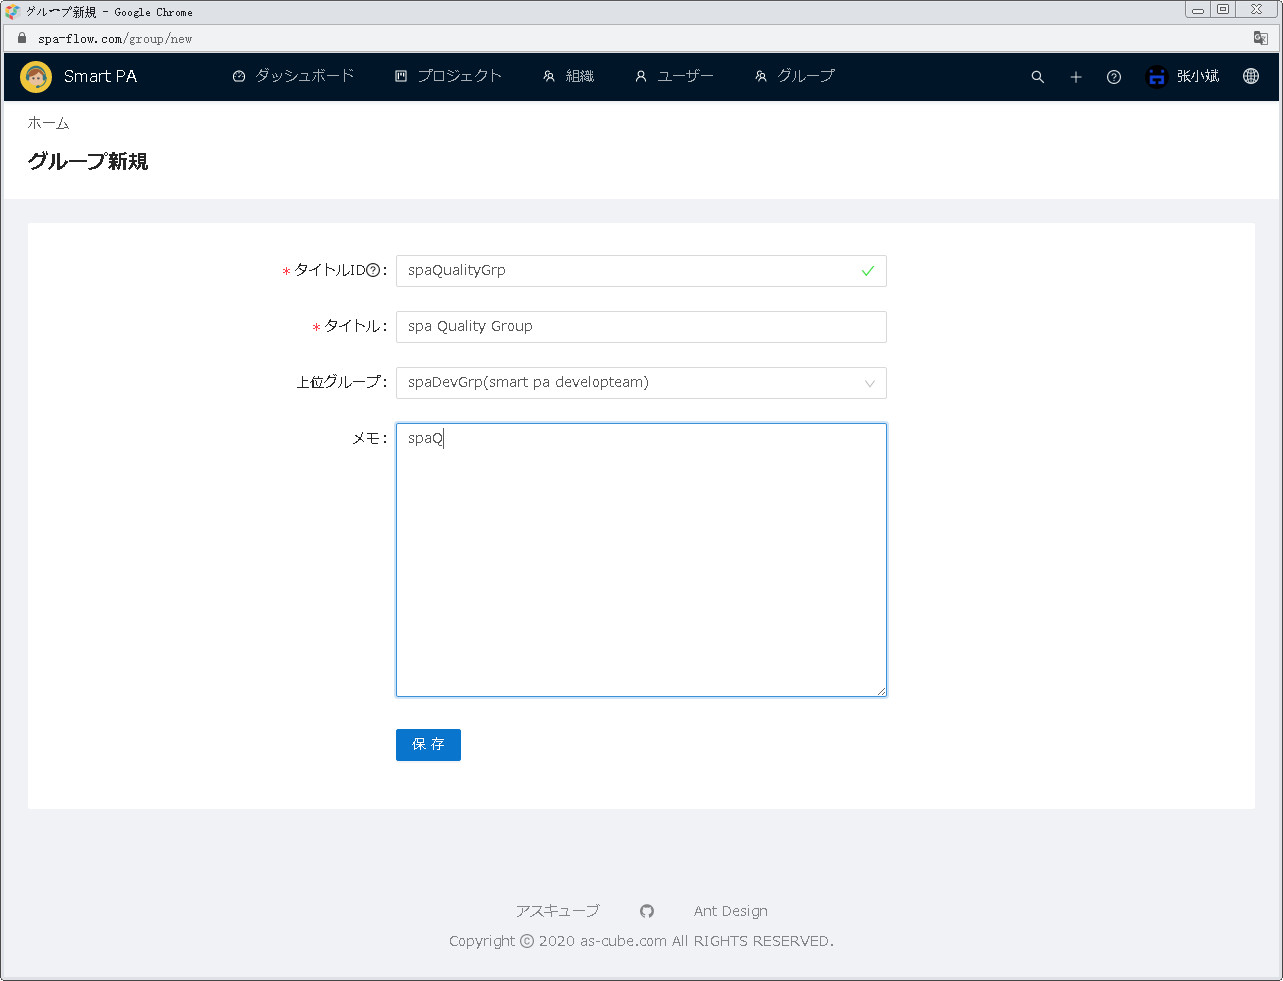 グループ新規 - Google Chrome
spa-flow.com/group/new
Smart PA ダッシュボード プロジェクト 組織 ユーザー グループ 张小斌
ホーム
グループ新規
* タイトルID? : spaQualityGrp
* タイトル : spa Quality Group
上位グループ : spaDevGrp(smart pa developteam)
メモ : spaQ
保 存
アスキューブ Ant Design
Copyright © 2020 as-cube.com All RIGHTS RESERVED.